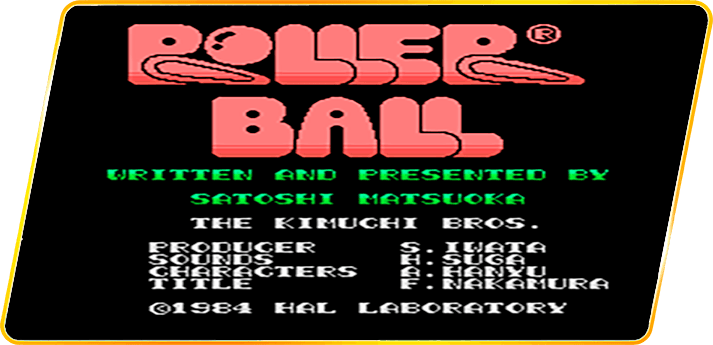 ROLLER®
BALL
WRITTEN AND PRESENTED BY
SATOSHI MATSUOKA
THE KIMUCHI BROS.
PRODUCER S.IWATA
SOUNDS H.SUGA
CHARACTERS A.HANYU
TITLE F.NAKAMURA
©1984 HAL LABORATORY